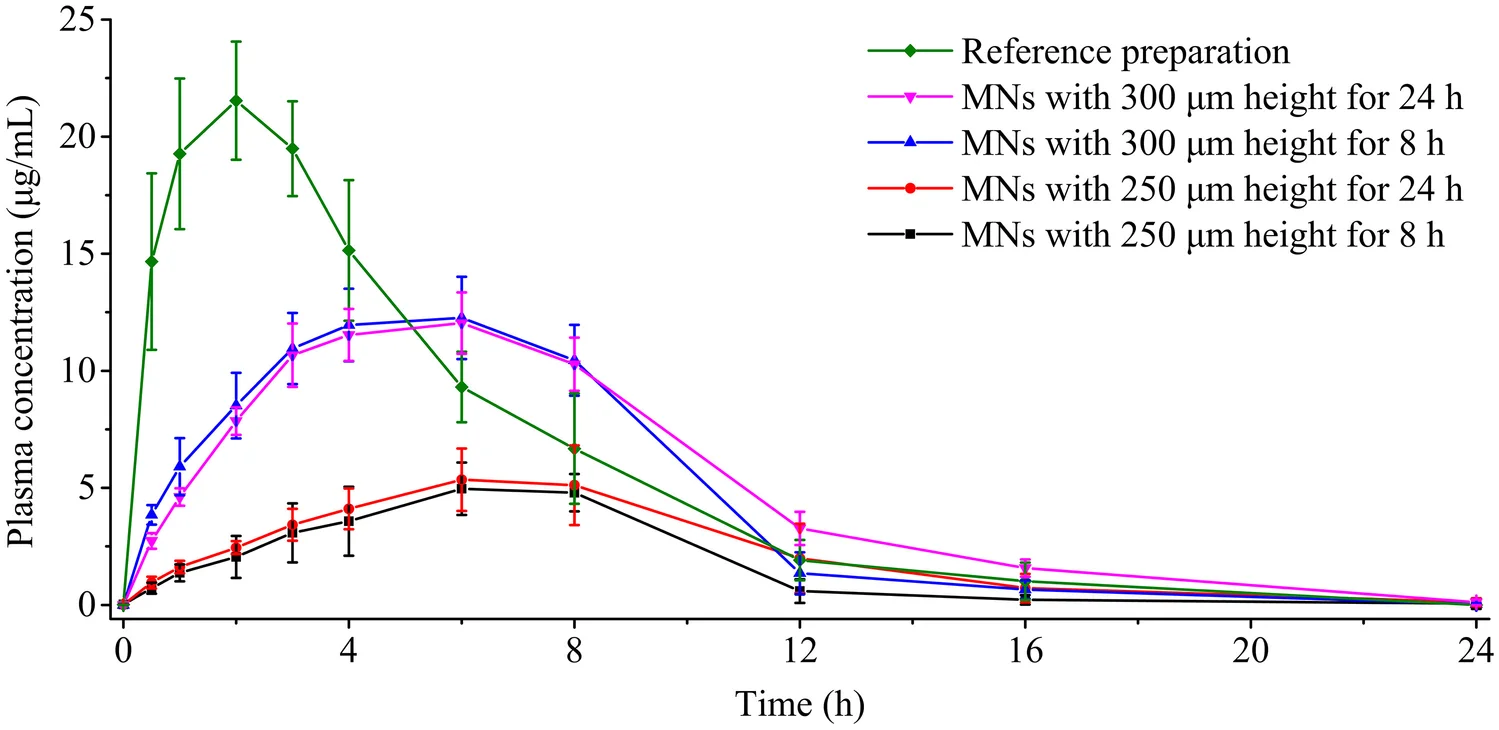 25
20
15
10
5
0
Plasma concentration (μg/mL)
Reference preparation
MNs with 300 μm height for 24 h
MNs with 300 μm height for 8 h
MNs with 250 μm height for 24 h
MNs with 250 μm height for 8 h
0 4 8 12 16 20 24
Time (h)